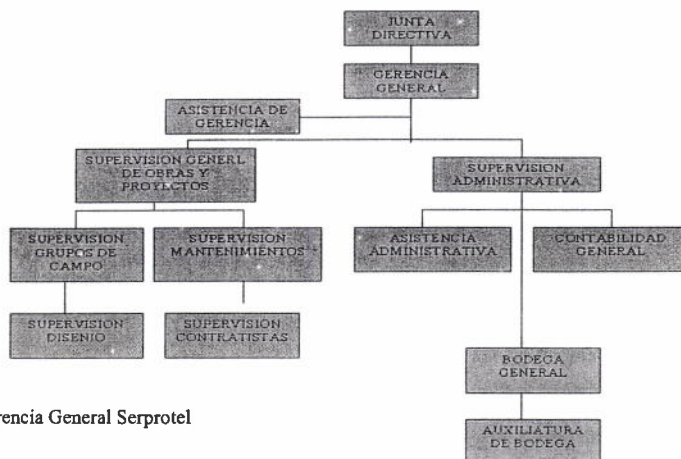 JUNTA
DIRECTIVA
GERENCIA
GENERAL
ASISTENCIA DE
GERENCIA
SUPERVISION GENERL
DE OBRAS Y
PROYECTOS
SUPERVISION
ADMINISTRATIVA
SUPERVISION
GRUPOS DE
CAMPO
SUPERVISION
MANTENIMIENTOS
ASISTENCIA
ADMINISTRATIVA
CONTABILIDAD
GENERAL
SUPERVISION
DISENIO
SUPERVISION
CONTRATISTAS
BODEGA
GENERAL
AUXILIATURA
DE BODEGA
rencia General Serprotel